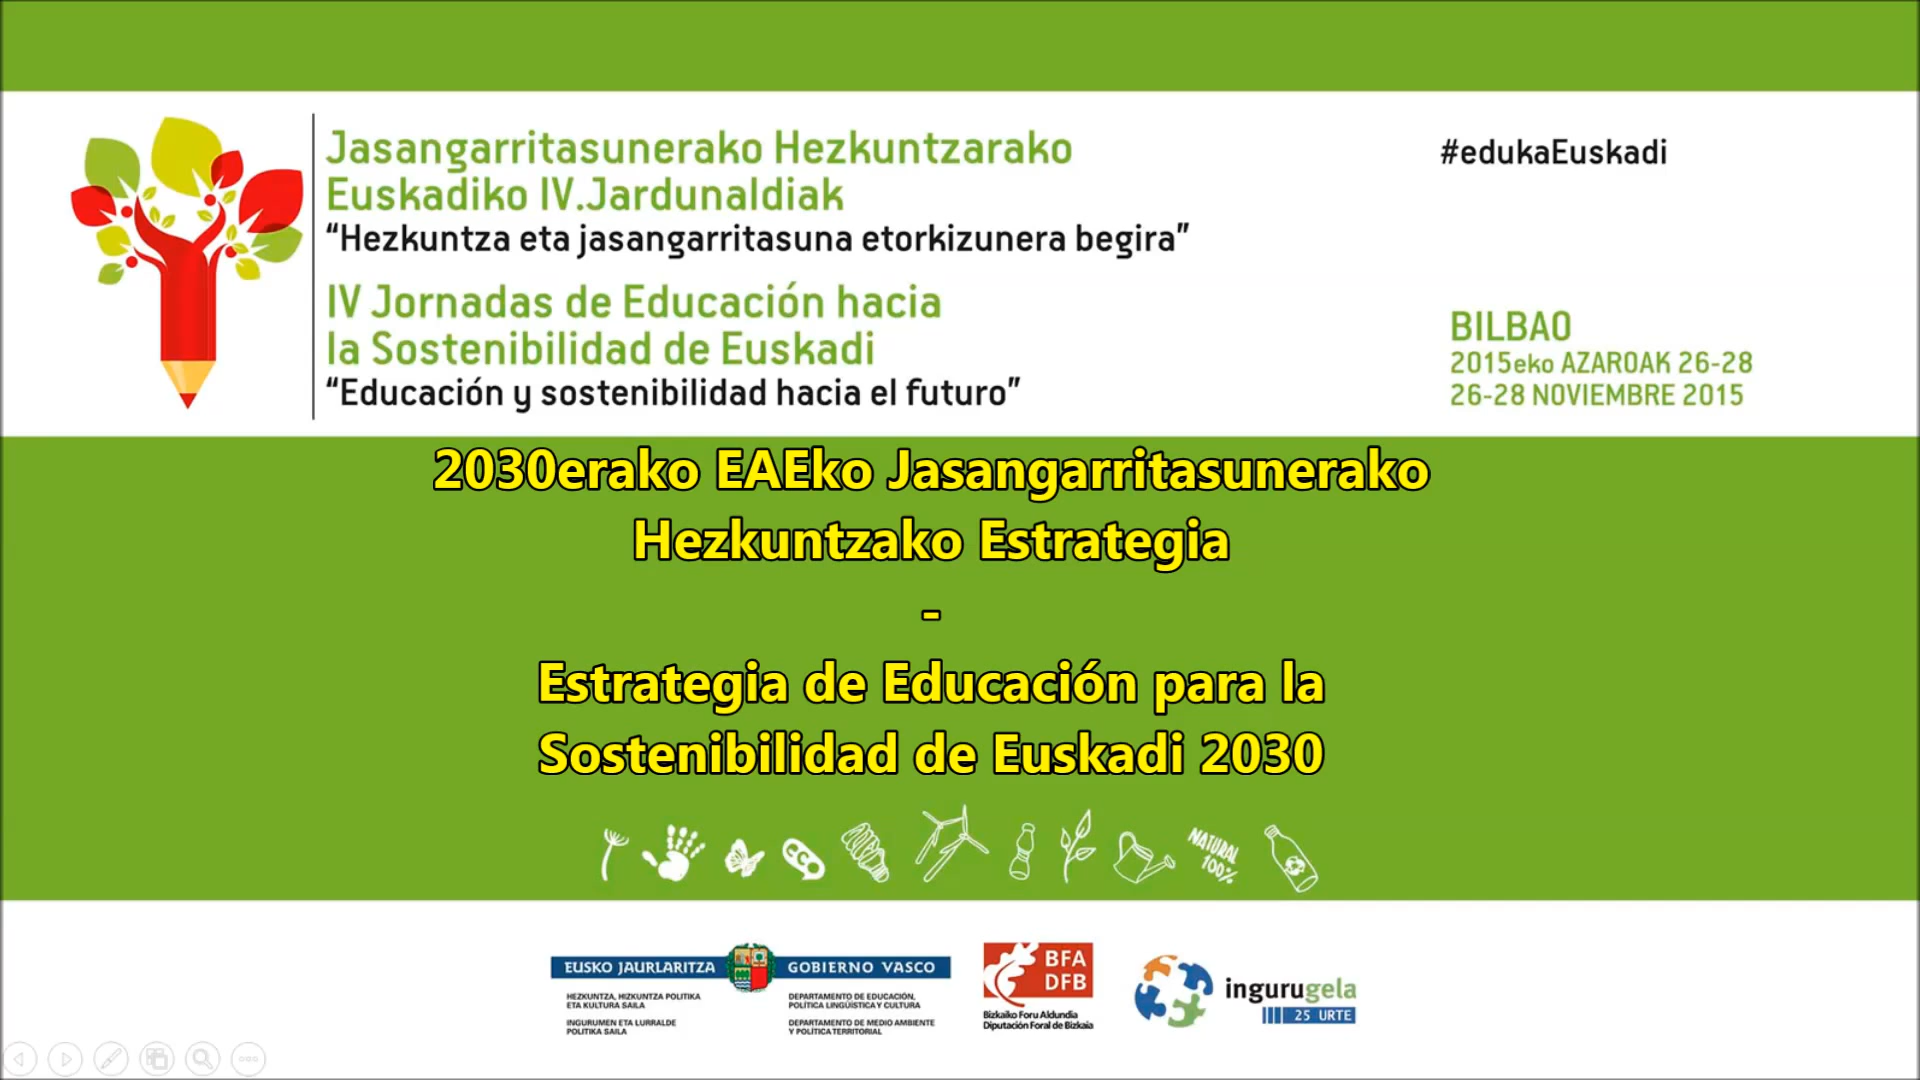 Jasangarritasunerako Hezkuntzarako
Euskadiko IV.Jardunaldiak
“Hezkuntza eta jasangarritasuna etorkizunera begira”
IV Jornadas de Educación hacia
la Sostenibilidad de Euskadi
“Educación y sostenibilidad hacia el futuro”
#edukaEuskadi
BILBAO
2015eko AZAROAK 26-28
26-28 NOVIEMBRE 2015
2030erako EAEko Jasangarritasunerako
Hezkuntzako Estrategia
-
Estrategia de Educación para la
Sostenibilidad de Euskadi 2030
ECO
NATURAL
100%
EUSKO JAURLARITZA
GOBIERNO VASCO
HEZKUNTZA, HIZKUNTZA POLITIKA
ETA KULTURA SAILA
INGURUMEN ETA LURRALDE
POLITIKA SAILA
DEPARTAMENTO DE EDUCACIÓN,
POLÍTICA LINGÜÍSTICA Y CULTURA
DEPARTAMENTO DE MEDIO AMBIENTE
Y POLÍTICA TERRITORIAL
BFA
DFB
Bizkaiko Foru Aldundia
Diputación Foral de Bizkaia
ingurugela
25 URTE